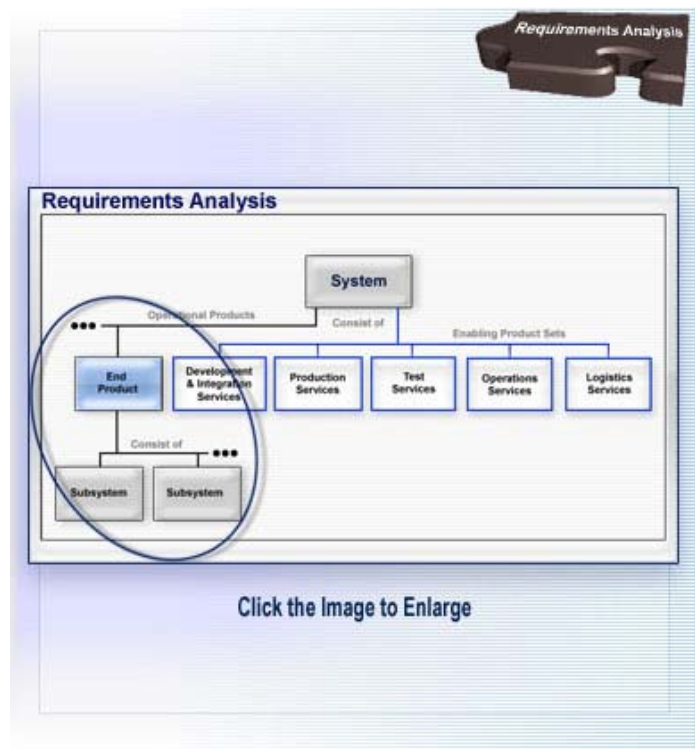 Requirements Analysis
Requirements Analysis
System
Operational Products
Consist of
Enabling Product Sets
End
Product
Development
& Integration
Services
Production
Services
Test
Services
Operations
Services
Logistics
Services
Consist of
Subsystem
Subsystem
Click the Image to Enlarge